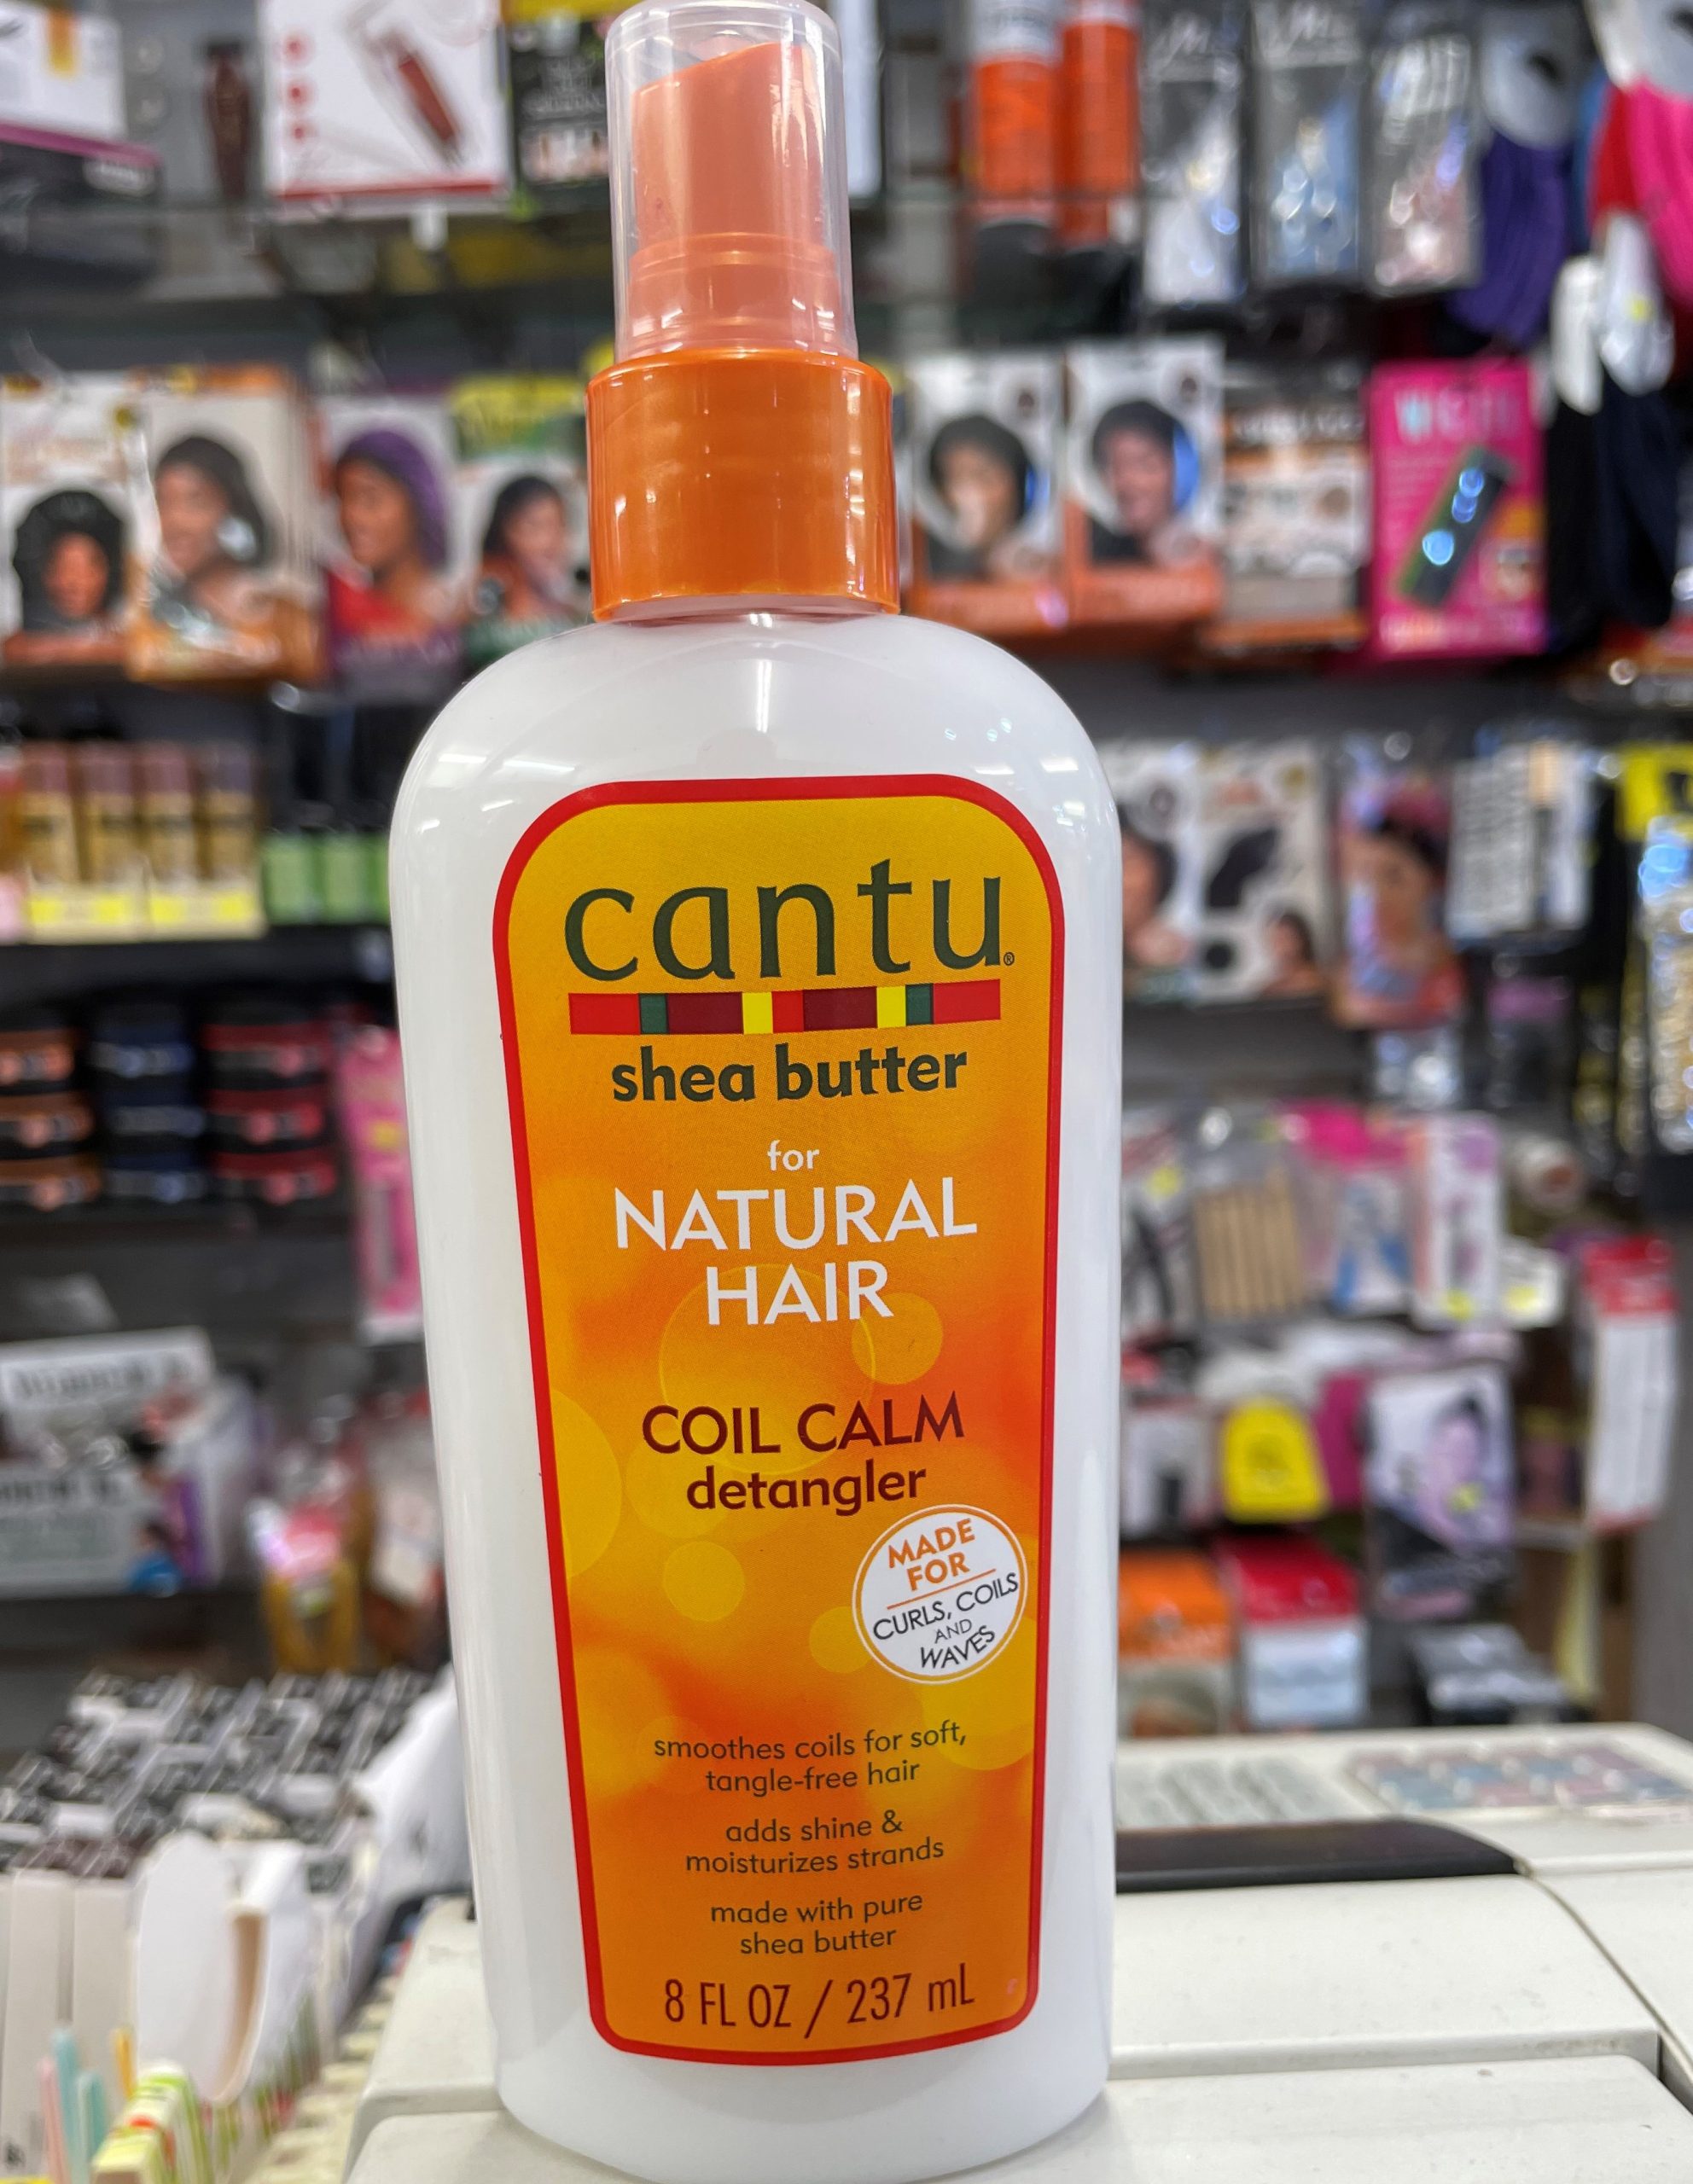 cantu®
shea butter
for
NATURAL
HAIR
COIL CALM
detangler
MADE
FOR
CURLS, COILS
AND
WAVES
smoothes coils for soft,
tangle-free hair
adds shine &
moisturizes strands
made with pure
shea butter
8 FL OZ / 237 mL